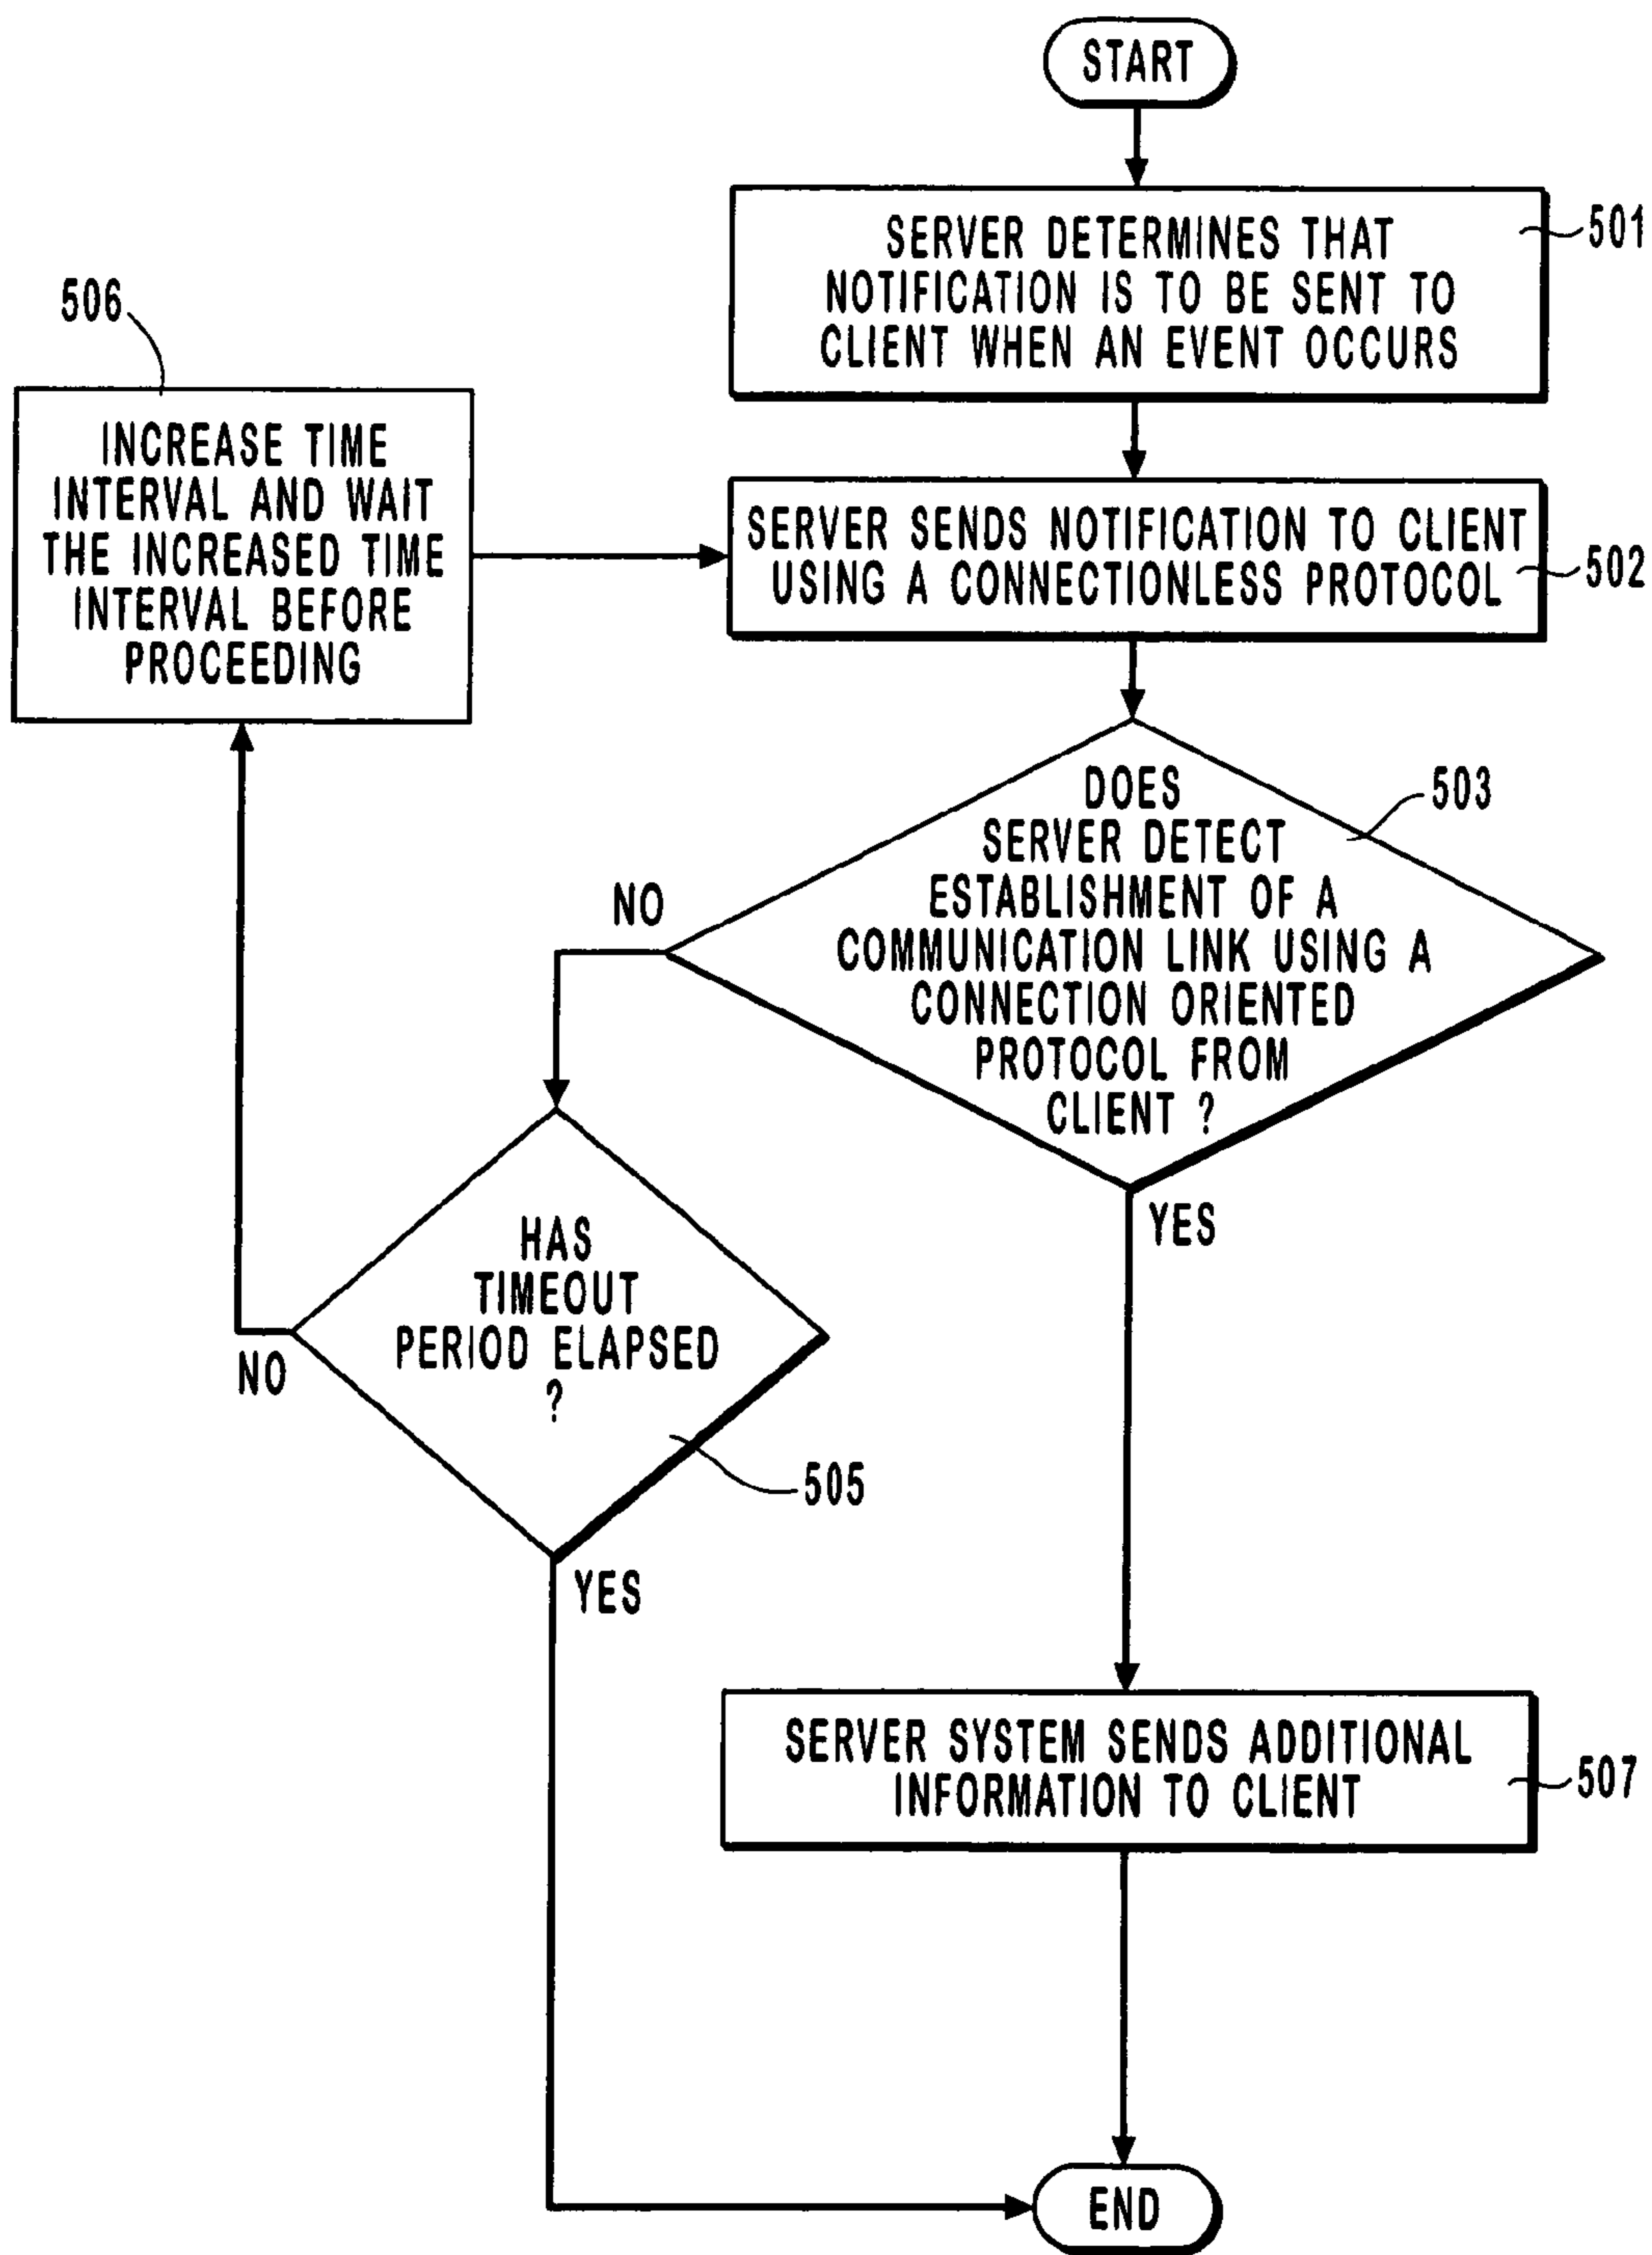 START
SERVER DETERMINES THAT
NOTIFICATION IS TO BE SENT TO
CLIENT WHEN AN EVENT OCCURS
501
506
INCREASE TIME
INTERVAL AND WAIT
THE INCREASED TIME
INTERVAL BEFORE
PROCEEDING
SERVER SENDS NOTIFICATION TO CLIENT
USING A CONNECTIONLESS PROTOCOL
502
DOES
SERVER DETECT
ESTABLISHMENT OF A
COMMUNICATION LINK USING A
CONNECTION ORIENTED
PROTOCOL FROM
CLIENT ?
503
NO
YES
HAS
TIMEOUT
PERIOD ELAPSED
?
505
NO
YES
SERVER SYSTEM SENDS ADDITIONAL
INFORMATION TO CLIENT
507
END